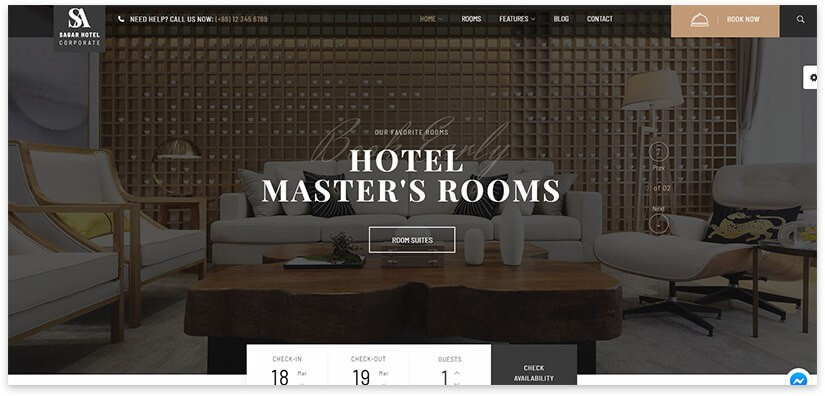 SA
SAGAR HOTEL
CORPORATE
NEED HELP? CALL US NOW: (+88) 12 345 6789
HOME
ROOMS
FEATURES
BLOG
CONTACT
BOOK NOW
OUR FAVORITE ROOMS
Book Early
HOTEL
MASTER'S ROOMS
ROOM SUITES
Prev
of 02
Next
CHECK-IN
18 Mar
CHECK-OUT
19 Mar
GUESTS
1
CHECK
AVAILABILITY